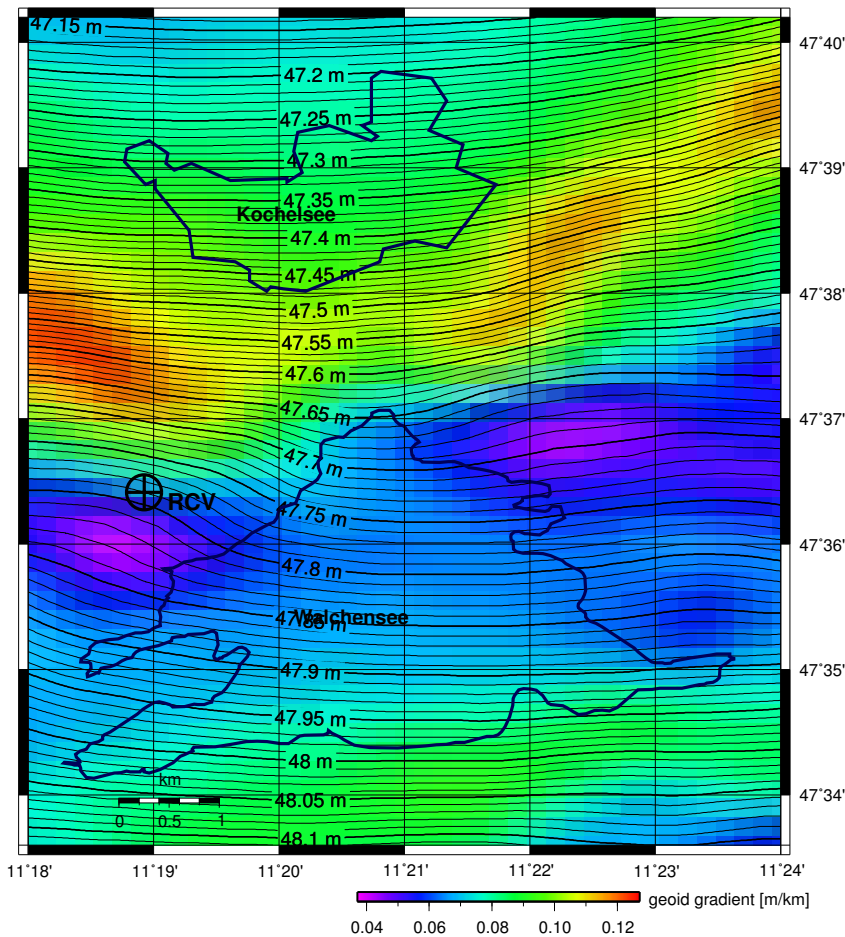 47.15 m
47°40'
47.2 m
47.25 m
47.3 m
47°39'
47.35 m
Kochelsee
47.4 m
47.45 m
47°38'
47.5 m
47.55 m
47.6 m
47.65 m
47°37'
47.7 m
RCV
47.75 m
47°36'
47.8 m
47.85 m
Walchensee
47.9 m
47°35'
47.95 m
48 m
km
47°34'
48.05 m
0 0.5 1
48.1 m
11°18' 11°19' 11°20' 11°21' 11°22' 11°23' 11°24'
geoid gradient [m/km]
0.04 0.06 0.08 0.10 0.12